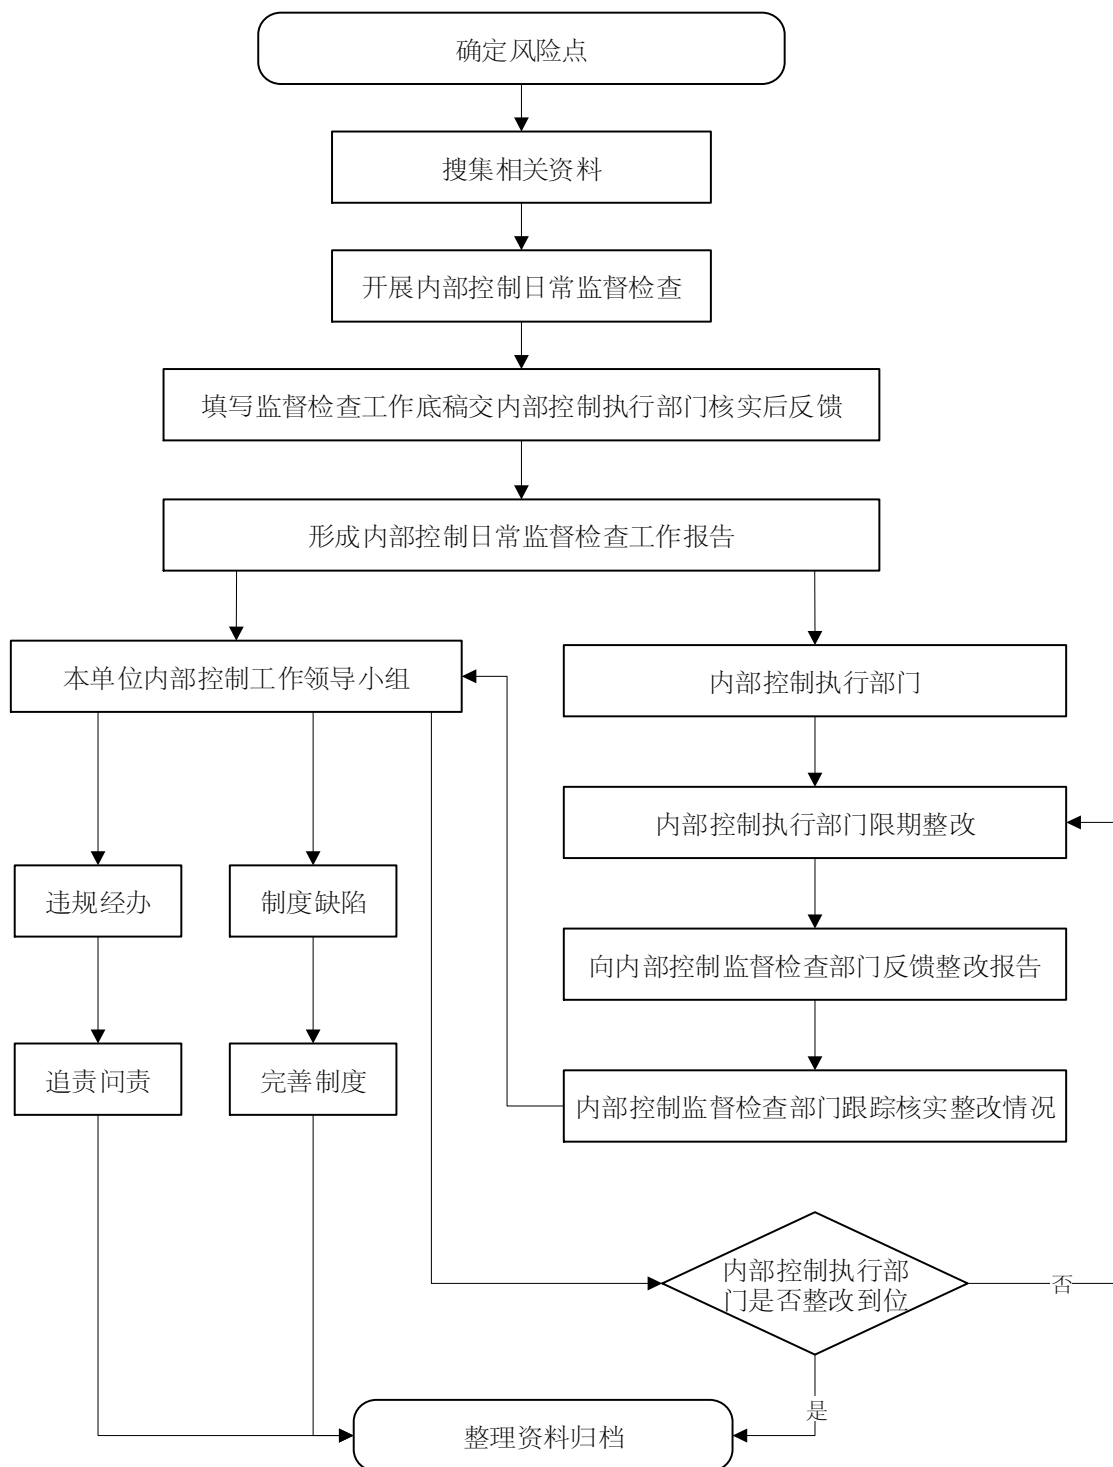 确定风险点
搜集相关资料
开展内部控制日常监督检查
填写监督检查工作底稿交内部控制执行部门核实后反馈
形成内部控制日常监督检查工作报告
本单位内部控制工作领导小组
内部控制执行部门
内部控制执行部门限期整改
违规经办
制度缺陷
向内部控制监督检查部门反馈整改报告
追责问责
完善制度
内部控制监督检查部门跟踪核实整改情况
内部控制执行部
门是否整改到位
否
是
整理资料归档